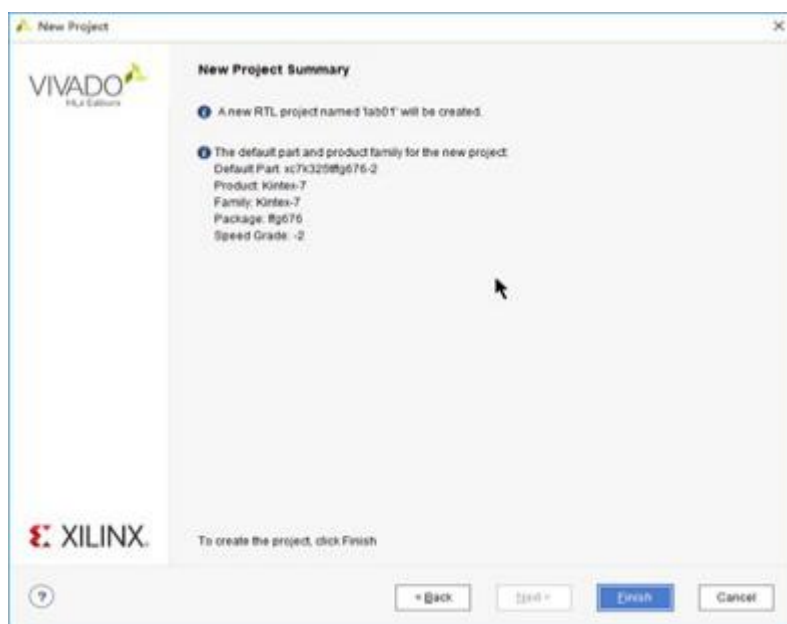 New Project
VIVADO
New Project Summary
A new RTL project named 'lab01' will be created.
The default part and product family for the new project:
Default Part: xc7k325tffg676-2
Product: Kintex-7
Family: Kintex-7
Package: ffg676
Speed Grade: -2
XILINX.
To create the project, click Finish
?
< Back
Next >
Finish
Cancel